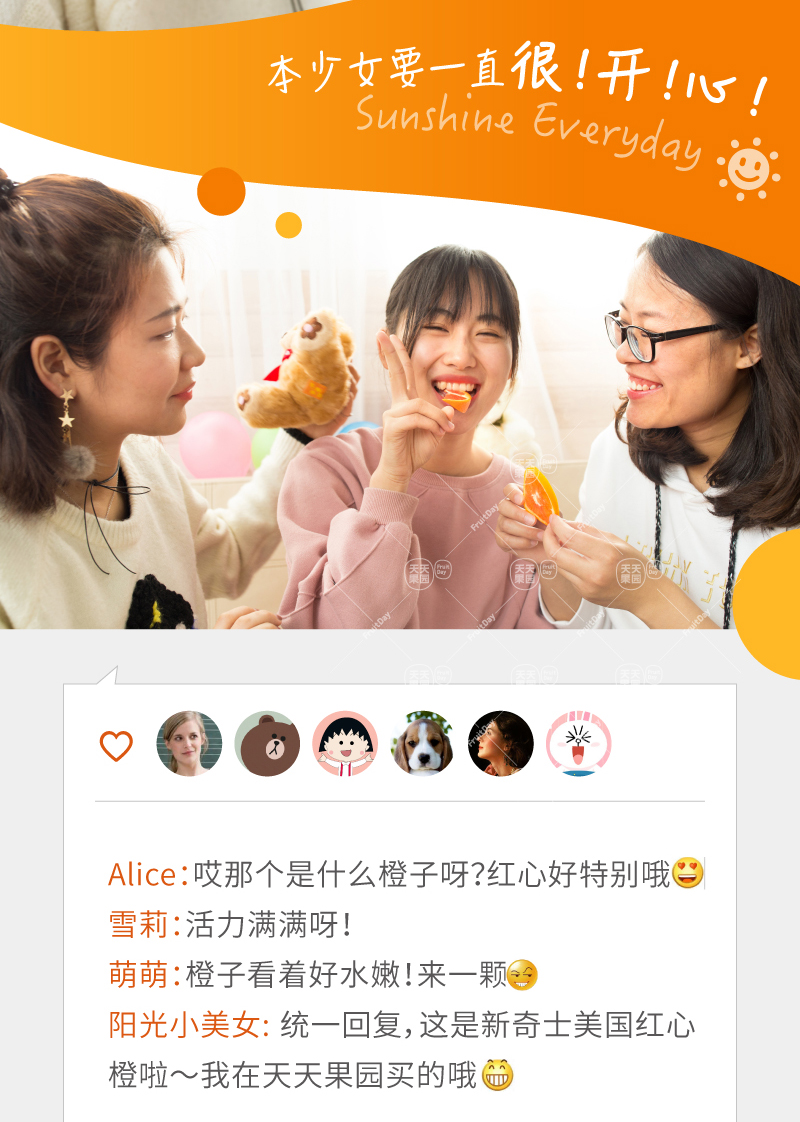 本少女要一直很!开!心!
Sunshine Everyday
天天果园 FruitDay
Alice:哎那个是什么橙子呀?红心好特别哦😍
雪莉:活力满满呀!
萌萌:橙子看着好水嫩!来一颗😏
阳光小美女: 统一回复,这是新奇士美国红心
橙啦～我在天天果园买的哦😁